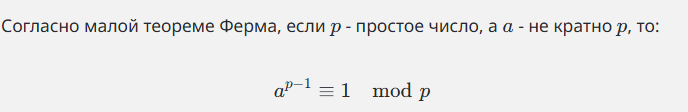 Согласно малой теореме Ферма, если p - простое число, а a - не кратно p, то:
a^{p−1} ≡ 1 mod p